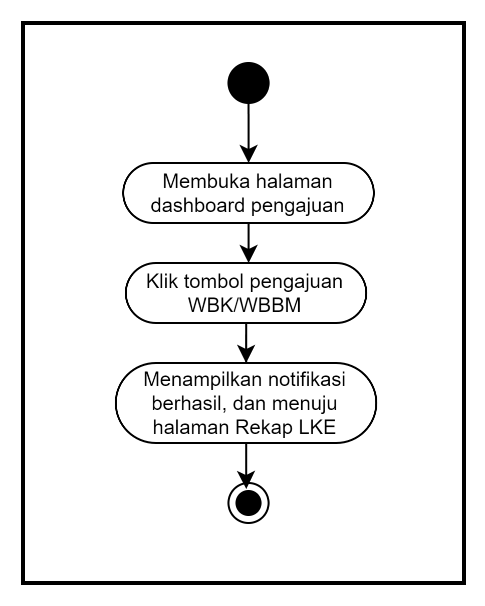 Membuka halaman
dashboard pengajuan
Klik tombol pengajuan
WBK/WBBM
Menampilkan notifikasi
berhasil, dan menuju
halaman Rekap LKE